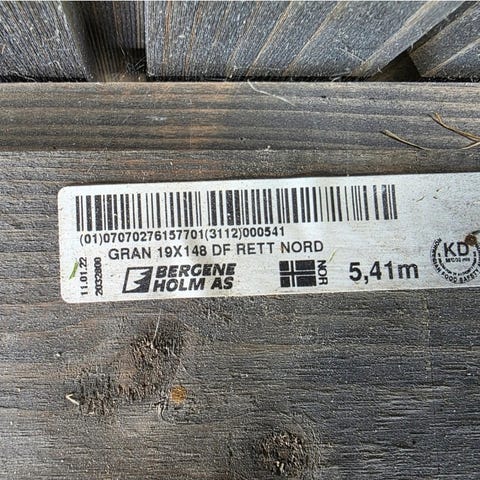 (01)07070276157701(3112)000541
GRAN 19X148 DF RETT NORD
11.01.22
2032800
BERGENE
HOLM AS
NOR
5,41m
KD